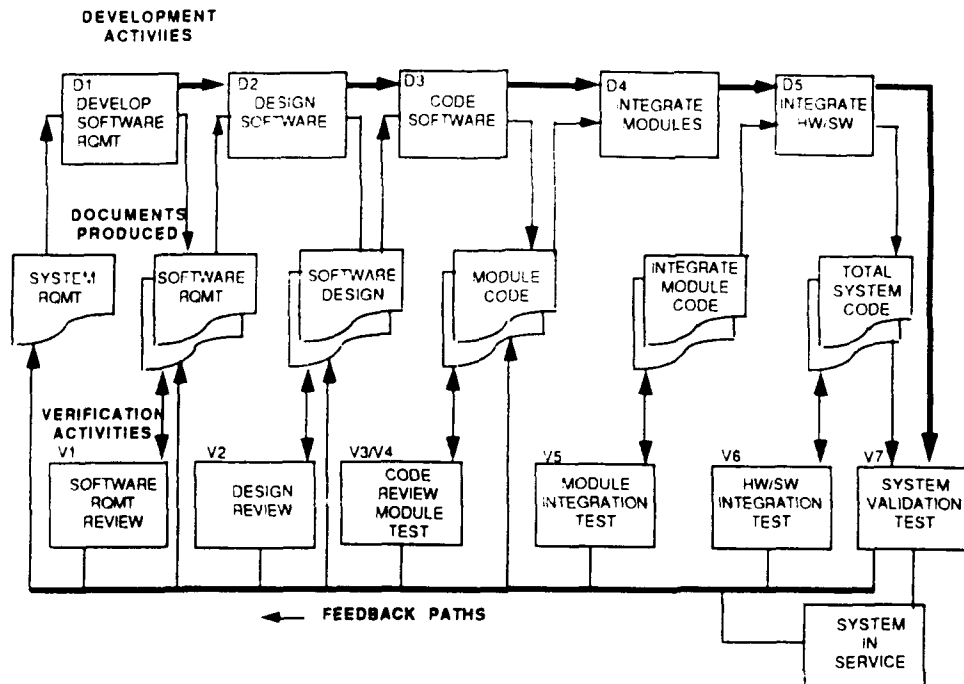 DEVELOPMENT
ACTIVIIES
D1
DEVELOP
SOFTWARE
RQMT
D2
DESIGN
SOFTWARE
D3
CODE
SOFTWARE
D4
INTEGRATE
MODULES
D5
INTEGRATE
HW/SW
DOCUMENTS
PRODUCED
SYSTEM
RQMT
SOFTWARE
RQMT
SOFTWARE
DESIGN
MODULE
CODE
INTEGRATE
MODULE
CODE
TOTAL
SYSTEM
CODE
VERIFICATION
ACTIVITIES
V1
SOFTWARE
RQMT
REVIEW
V2
DESIGN
REVIEW
V3/V4
CODE
REVIEW
MODULE
TEST
V5
MODULE
INTEGRATION
TEST
V6
HW/SW
INTEGRATION
TEST
V7
SYSTEM
VALIDATION
TEST
FEEDBACK PATHS
SYSTEM
IN
SERVICE